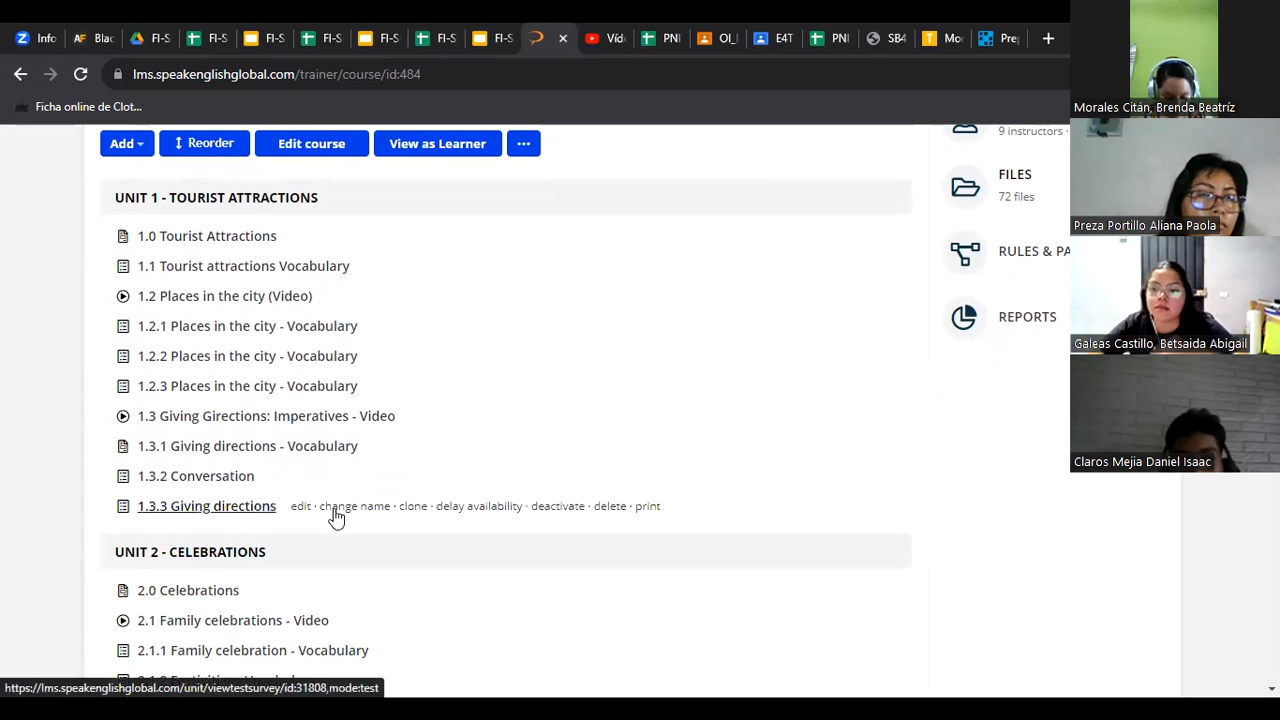 Info
Blac
FI-S
FI-S
FI-S
FI-S
FI-S
FI-S
FI-S
Víd
PNI
OI_I
E4T
PNI
SB4
Mo
Pre
lms.speakenglishglobal.com/trainer/course/id:484
Ficha online de Clot...
Add
Reorder
Edit course
View as Learner
...
9 instructors
FILES
72 files
RULES & PA
REPORTS
UNIT 1 - TOURIST ATTRACTIONS
1.0 Tourist Attractions
1.1 Tourist attractions Vocabulary
1.2 Places in the city (Video)
1.2.1 Places in the city - Vocabulary
1.2.2 Places in the city - Vocabulary
1.2.3 Places in the city - Vocabulary
1.3 Giving Girections: Imperatives - Video
1.3.1 Giving directions - Vocabulary
1.3.2 Conversation
1.3.3 Giving directions edit · change name · clone · delay availability · deactivate · delete · print
UNIT 2 - CELEBRATIONS
2.0 Celebrations
2.1 Family celebrations - Video
2.1.1 Family celebration - Vocabulary
https://lms.speakenglishglobal.com/unit/viewtestsurvey/id:31808,mode:test
Morales Citán, Brenda Beatríz
Preza Portillo Aliana Paola
Galeas Castillo, Betsaida Abigail
Claros Mejia Daniel Isaac